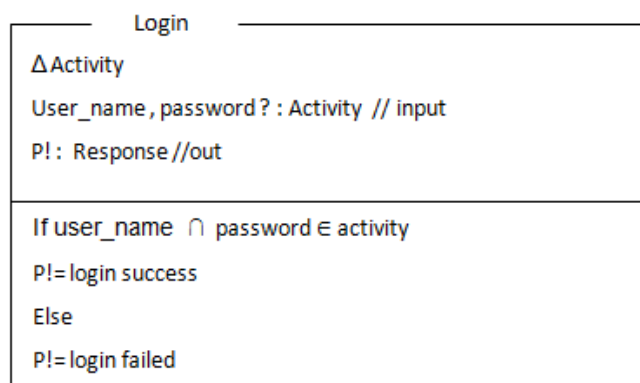 Login
Δ Activity
User_name, password? : Activity // input
P! : Response //out
If user_name ∩ password ∈ activity
P!= login success
Else
P!= login failed